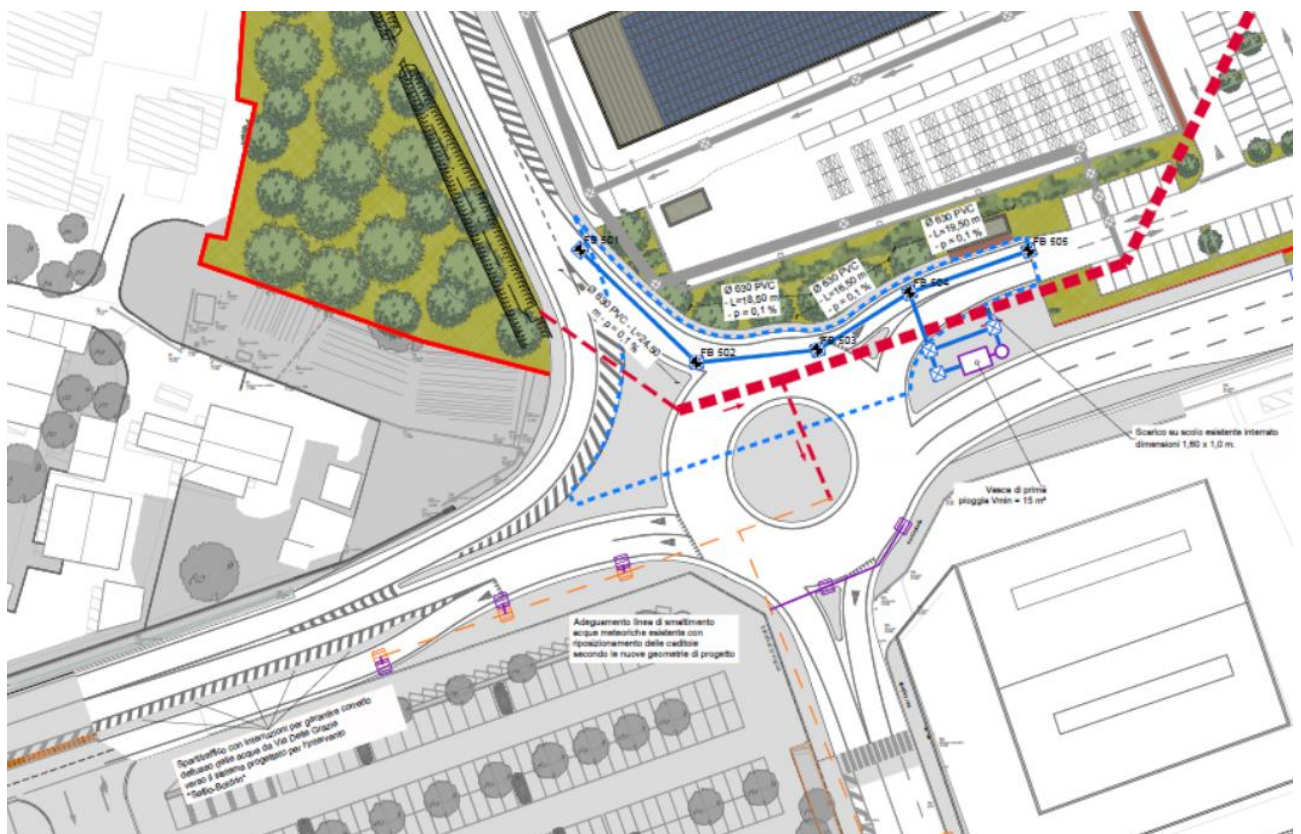 FB 501
Ø 630 PVC - L=24,50
m - p = 0,1 %
FB 502
Ø 630 PVC
- L=18,50 m
- p = 0,1 %
FB 503
Ø 630 PVC
- L=16,50 m
- p = 0,1 %
FB 504
Ø 630 PVC
- L=19,50 m
- p = 0,1 %
FB 505
Scarico su scolo esistente interrato
dimensioni 1,60 x 1,0 m.
Vasca di prima
pioggia Vmin = 15 m³
Adeguamento linea di smaltimento
acque meteoriche esistente con
riposizionamento delle caditoie
secondo le nuove geometrie di progetto
Spartitraffico con interruzioni per garantire corretto
deflusso delle acque da Via Delle Grazie
verso il sistema progettato per l'intervento